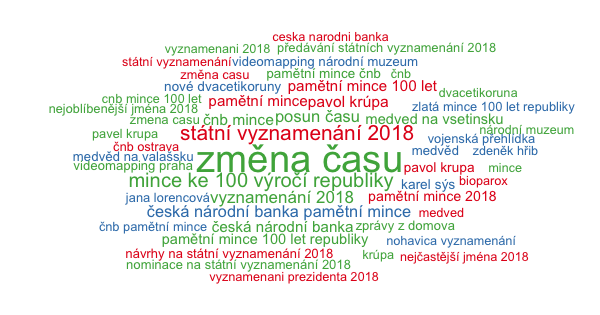 ceska narodni banka
vyznamenani 2018 předávání státních vyznamenání 2018
státní vyznamenání videomapping národní muzeum
změna casu pamětní mince čnb čnb
nové dvacetikoruny pamětní mince 100 let
dvacetikoruna
cnb mince 100 let pamětní mince pavol krúpa zlatá mince 100 let republiky
nejoblíbenější jména 2018 posun času
zmena casu čnb mince medved na vsetínsku
pavel krupa státní vyznamenání 2018 národní muzeum
vojenská přehlídka
čnb ostrava medvěd zdeněk hřib
medvěd na valašsku změna času
videomapping praha pavol krupa mince
mince ke 100 výročí republiky karel sýs bioparox
jana lorencová vyznamenání 2018 pamětní mince 2018
česká národní banka pamětní mince medved
čnb pamětní mince česká národní banka zprávy z domova
pamětní mince 100 let republiky nohavica vyznamenání
návrhy na státní vyznamenání 2018 krúpa nejčastější jména 2018
nominace na státní vyznamenání 2018
vyznamenani prezidenta 2018